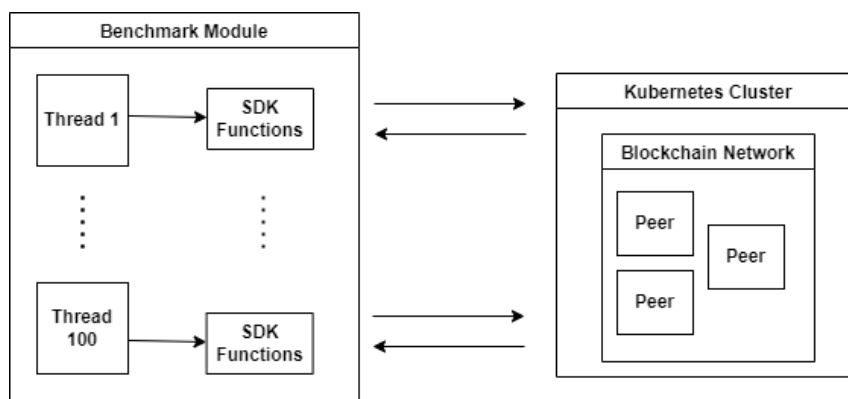 Benchmark Module
Thread 1
SDK
Functions
Kubernetes Cluster
Blockchain Network
Peer
Peer
Peer
Thread
100
SDK
Functions